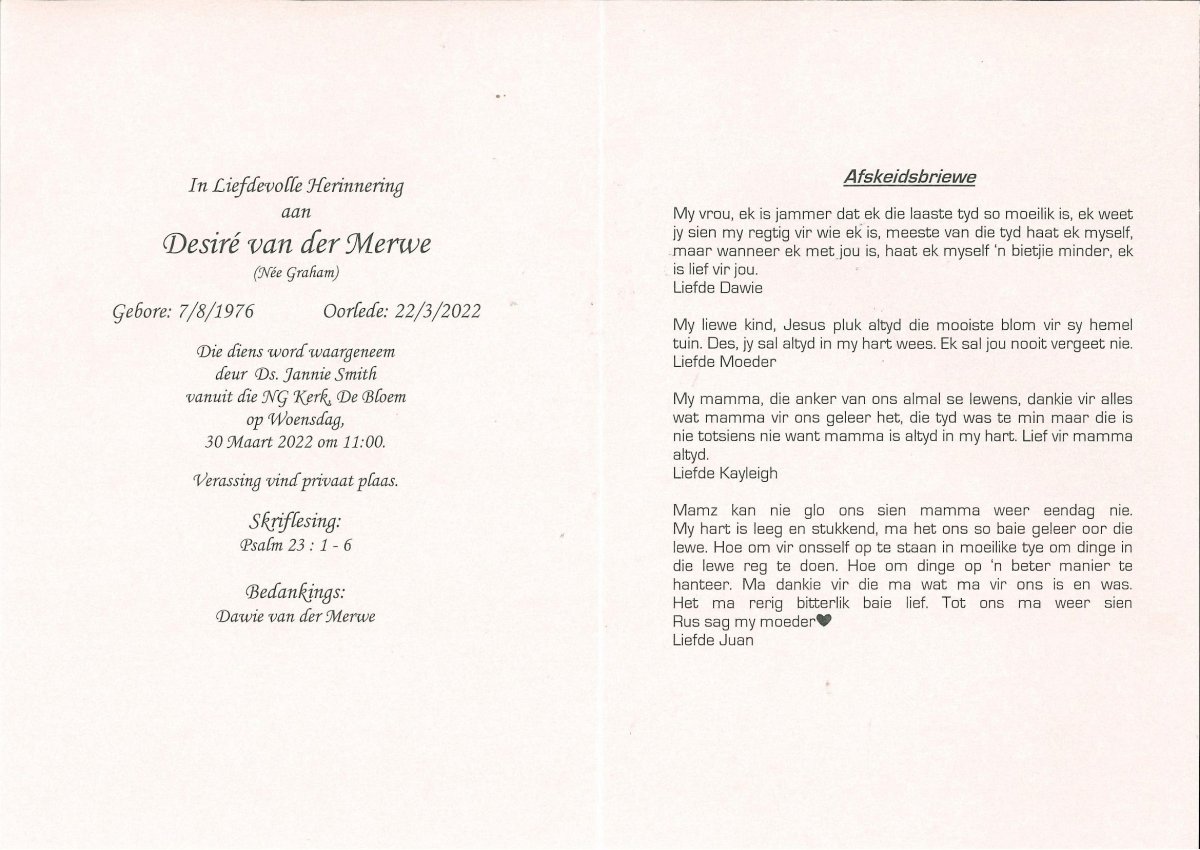 In Liefdevolle Herinnering
aan
Desiré van der Merwe
(Née Graham)
Gebore: 7/8/1976 Oorlede: 22/3/2022
Die diens word waargeneem
deur Ds. Jannie Smith
vanuit die NG Kerk, De Bloem
op Woensdag,
30 Maart 2022 om 11:00.
Verassing vind privaat plaas.
Skriflesing:
Psalm 23 : 1 - 6
Bedankings:
Dawie van der Merwe
Afskeidsbriewe
My vrou, ek is jammer dat ek die laaste tyd so moeilik is, ek weet
jy sien my regtig vir wie ek is, meeste van die tyd haat ek myself,
maar wanneer ek met jou is, haat ek myself ‘n bietjie minder, ek
is lief vir jou.
Liefde Dawie
My liewe kind, Jesus pluk altyd die mooiste blom vir sy hemel
tuin. Des, jy sal altyd in my hart wees. Ek sal jou nooit vergeet nie.
Liefde Moeder
My mamma, die anker van ons almal se lewens, dankie vir alles
wat mamma vir ons geleer het, die tyd was te min maar die is
nie totsiens nie want mamma is altyd in my hart. Lief vir mamma
altyd.
Liefde Kayleigh
Mamz kan nie glo ons sien mamma weer eendag nie.
My hart is leeg en stukkend, ma het ons so baie geleer oor die
lewe. Hoe om vir onsself op te staan in moeilike tye om dinge in
die lewe reg te doen. Hoe om dinge op ‘n beter manier te
hanteer. Ma dankie vir die ma wat ma vir ons is en was.
Het ma rerig bitterlik baie lief. Tot ons ma weer sien
Rus sag my moeder♥
Liefde Juan